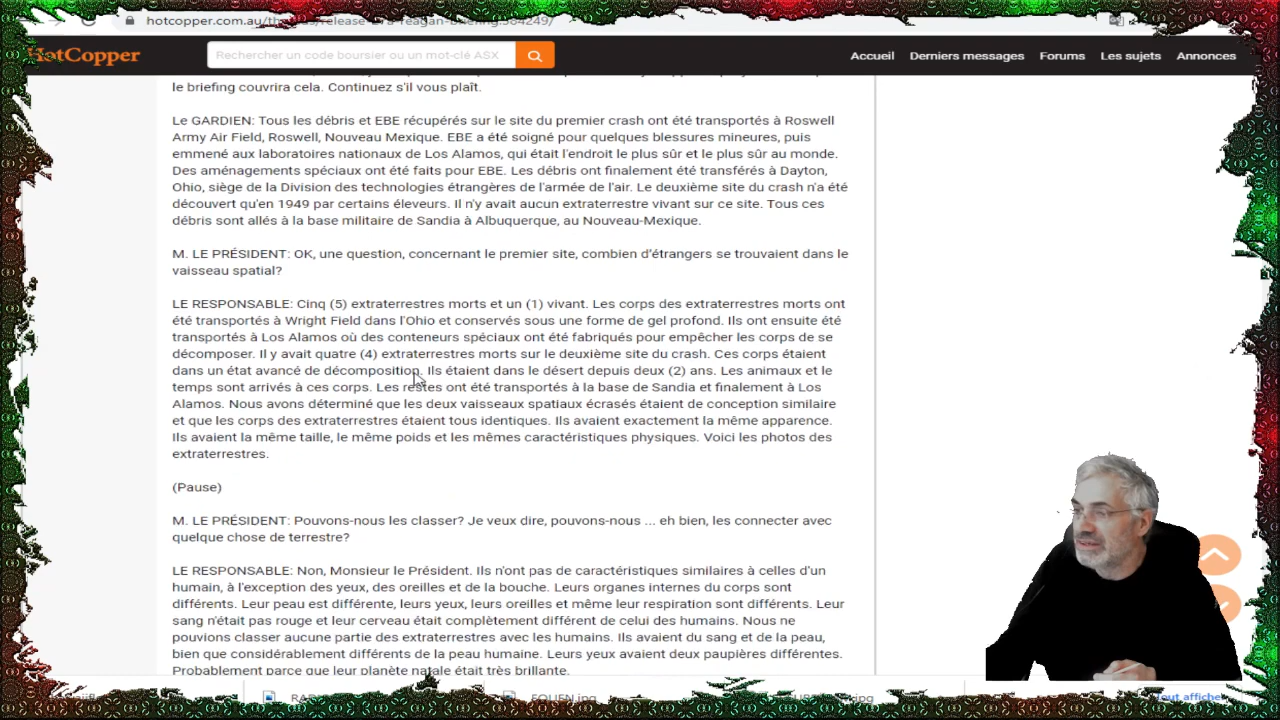 hotcopper.com.au/
HotCopper
Rechercher un code boursier ou un mot-clé ASX
Accueil Derniers messages Forums Les sujets Annonces
le briefing couvrira cela. Continuez s'il vous plaît.
Le GARDIEN: Tous les débris et EBE récupérés sur le site du premier crash ont été transportés à Roswell
Army Air Field, Roswell, Nouveau Mexique. EBE a été soigné pour quelques blessures mineures, puis
emmené aux laboratoires nationaux de Los Alamos, qui était l'endroit le plus sûr et le plus sûr au monde.
Des aménagements spéciaux ont été faits pour EBE. Les débris ont finalement été transférés à Dayton,
Ohio, siège de la Division des technologies étrangères de l'armée de l'air. Le deuxième site du crash n'a été
découvert qu'en 1949 par certains éleveurs. Il n'y avait aucun extraterrestre vivant sur ce site. Tous ces
débris sont allés à la base militaire de Sandia à Albuquerque, au Nouveau-Mexique.
M. LE PRÉSIDENT: OK, une question, concernant le premier site, combien d'étrangers se trouvaient dans le
vaisseau spatial?
LE RESPONSABLE: Cinq (5) extraterrestres morts et un (1) vivant. Les corps des extraterrestres morts ont
été transportés à Wright Field dans l'Ohio et conservés sous une forme de gel profond. Ils ont ensuite été
transportés à Los Alamos où des conteneurs spéciaux ont été fabriqués pour empêcher les corps de se
décomposer. Il y avait quatre (4) extraterrestres morts sur le deuxième site du crash. Ces corps étaient
dans un état avancé de décomposition. Ils étaient dans le désert depuis deux (2) ans. Les animaux et le
temps sont arrivés à ces corps. Les restes ont été transportés à la base de Sandia et finalement à Los
Alamos. Nous avons déterminé que les deux vaisseaux spatiaux écrasés étaient de conception similaire
et que les corps des extraterrestres étaient tous identiques. Ils avaient exactement la même apparence.
Ils avaient la même taille, le même poids et les mêmes caractéristiques physiques. Voici les photos des
extraterrestres.
(Pause)
M. LE PRÉSIDENT: Pouvons-nous les classer? Je veux dire, pouvons-nous ... eh bien, les connecter avec
quelque chose de terrestre?
LE RESPONSABLE: Non, Monsieur le Président. Ils n'ont pas de caractéristiques similaires à celles d'un
humain, à l'exception des yeux, des oreilles et de la bouche. Leurs organes internes du corps sont
différents. Leur peau est différente, leurs yeux, leurs oreilles et même leur respiration sont différents. Leur
sang n'était pas rouge et leur cerveau était complètement différent de celui des humains. Nous ne
pouvions classer aucune partie des extraterrestres avec les humains. Ils avaient du sang et de la peau,
bien que considérablement différents de la peau humaine. Leurs yeux avaient deux paupières différentes.
Probablement parce que leur planète natale était très brillante.